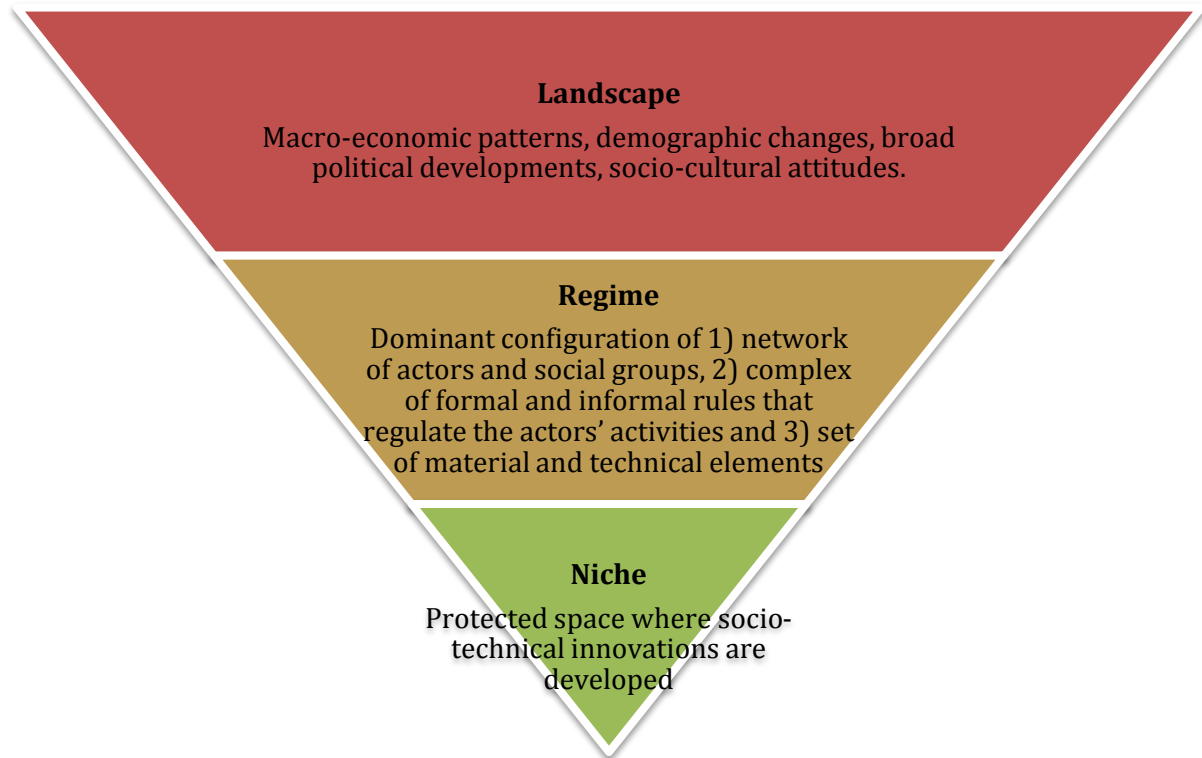 Landscape
Macro-economic patterns, demographic changes, broad
political developments, socio-cultural attitudes.
Regime
Dominant configuration of 1) network
of actors and social groups, 2) complex
of formal and informal rules that
regulate the actors’ activities and 3) set
of material and technical elements
Niche
Protected space where socio-
technical innovations are
developed